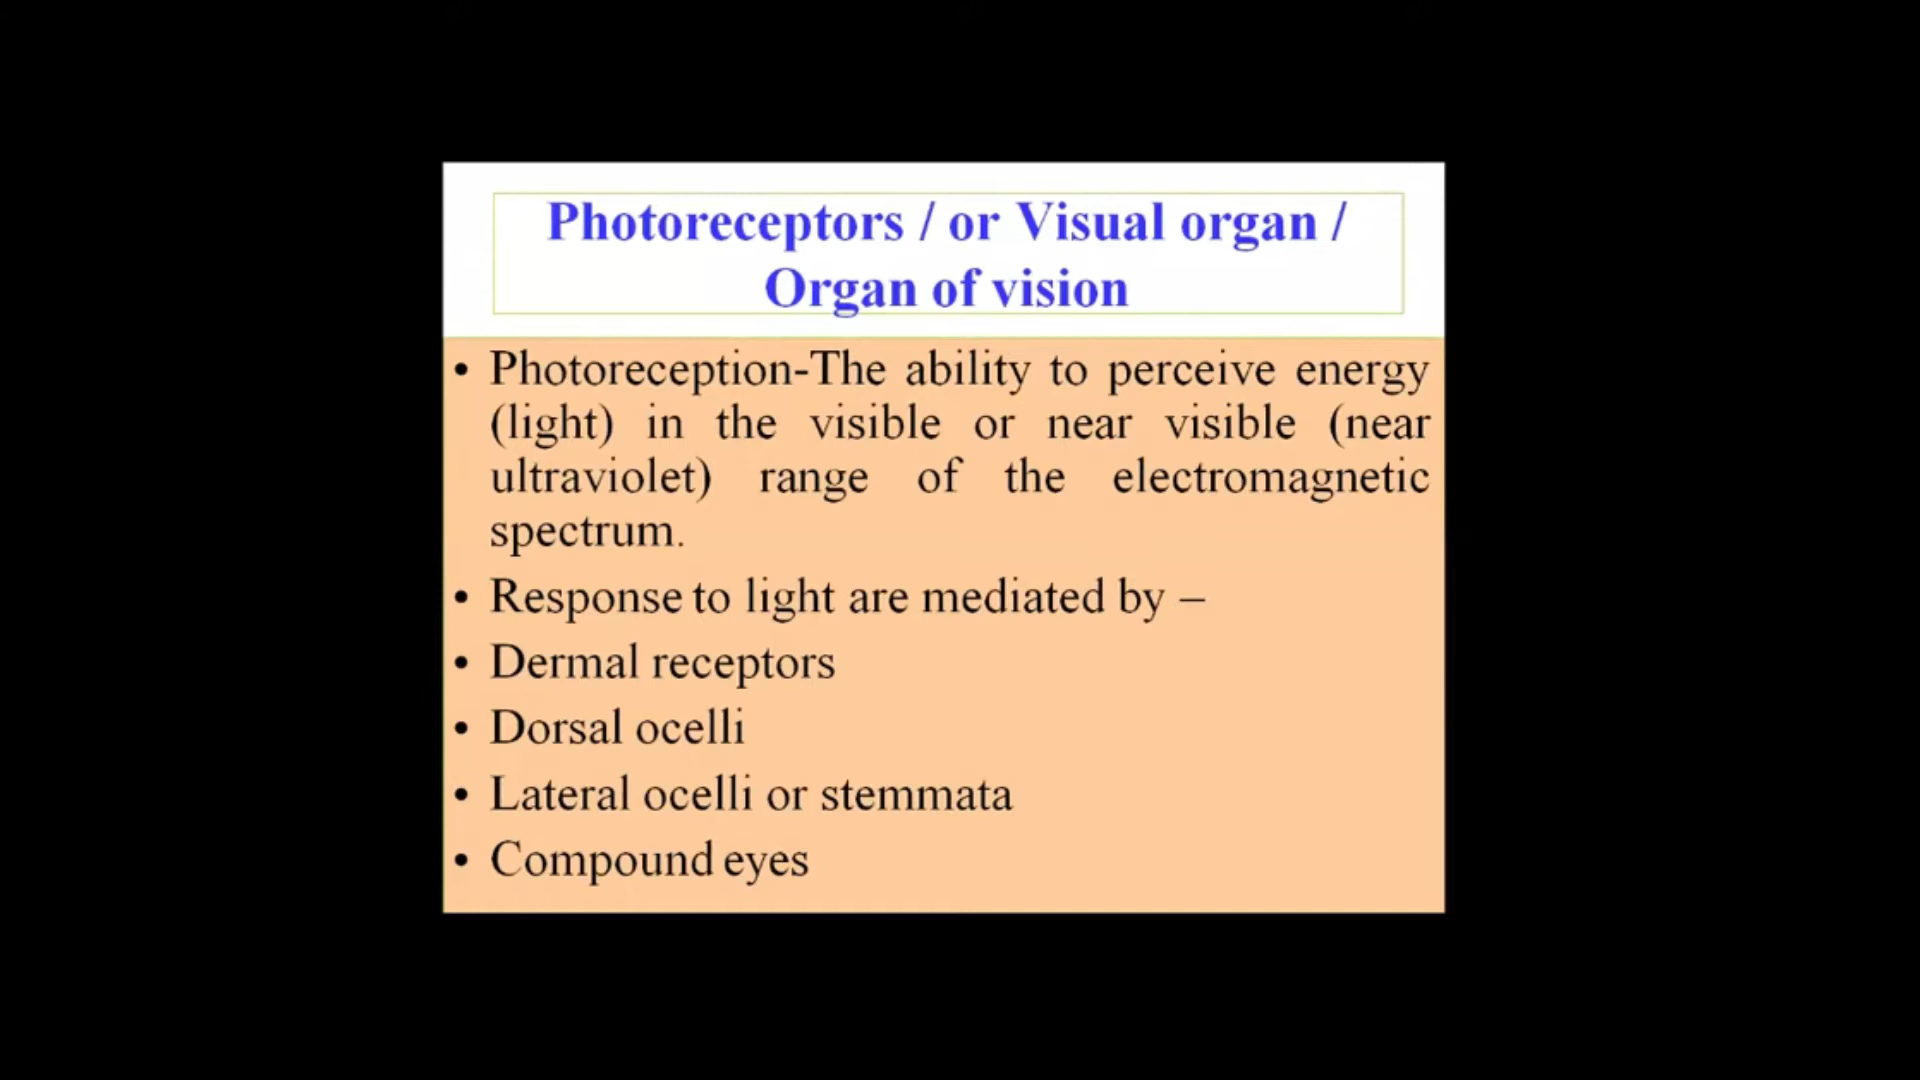 Photoreceptors / or Visual organ /
Organ of vision
• Photoreception-The ability to perceive energy
(light) in the visible or near visible (near
ultraviolet) range of the electromagnetic
spectrum.
• Response to light are mediated by –
• Dermal receptors
• Dorsal ocelli
• Lateral ocelli or stemmata
• Compound eyes